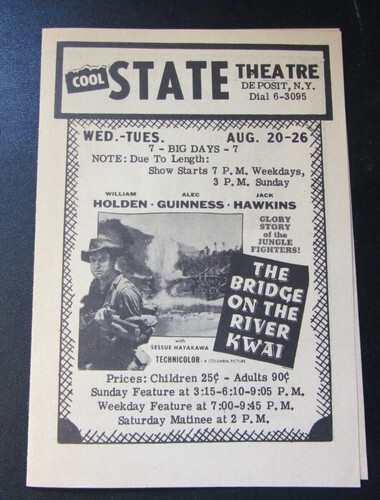 COOL STATE THEATRE
DEPOSIT, N.Y.
Dial 6-3095
WED.-TUES. AUG. 20-26
7 - BIG DAYS - 7
NOTE: Due To Length:
Show Starts 7 P.M. Weekdays,
3 P.M. Sunday
WILLIAM ALEC JACK
HOLDEN · GUINNESS · HAWKINS
GLORY
STORY
of the
JUNGLE
FIGHTERS!
THE
BRIDGE
ON THE
RIVER
KWAI
with
SESSUE HAYAKAWA
TECHNICOLOR - A COLUMBIA PICTURE
Prices: Children 25¢ - Adults 90¢
Sunday Feature at 3:15-6:10-9:05 P.M.
Weekday Feature at 7:00-9:45 P.M.
Saturday Matinee at 2 P.M.